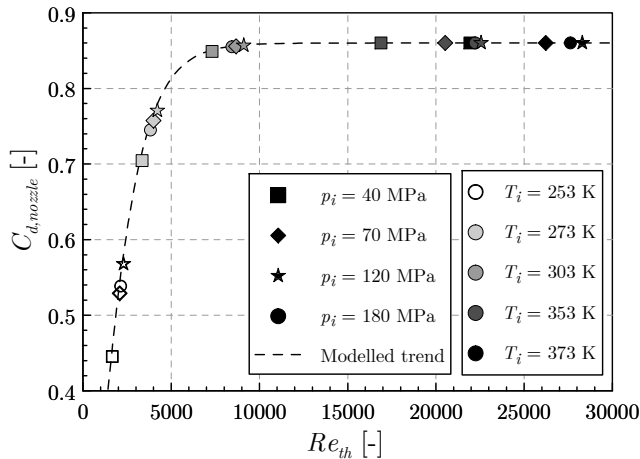 0.9
0.8
0.7
0.6
0.5
0.4
C_{d,nozzle} [-]
p_i = 40 MPa
p_i = 70 MPa
p_i = 120 MPa
p_i = 180 MPa
Modelled trend
T_i = 253 K
T_i = 273 K
T_i = 303 K
T_i = 353 K
T_i = 373 K
0 5000 10000 15000 20000 25000 30000
Re_{th} [-]